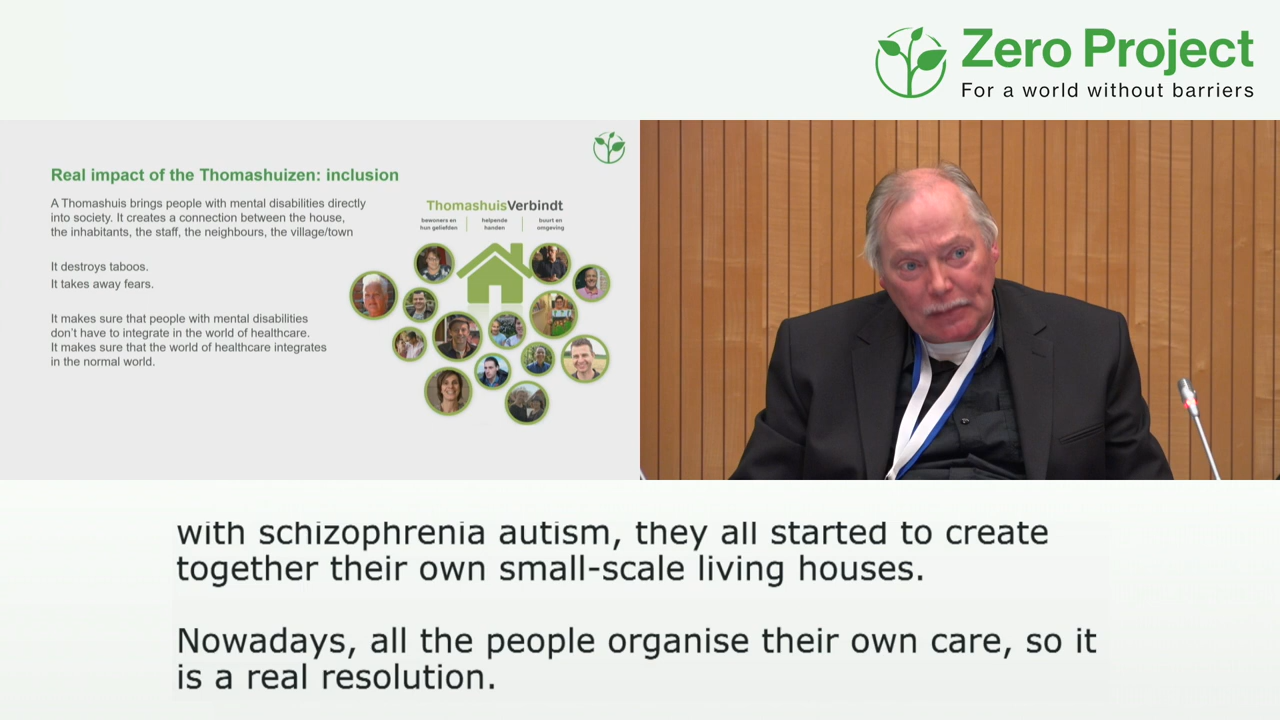 Zero Project
For a world without barriers
Real impact of the Thomashuizen: inclusion
A Thomashuis brings people with mental disabilities directly
into society. It creates a connection between the house,
the inhabitants, the staff, the neighbours, the village/town
It destroys taboos.
It takes away fears.
It makes sure that people with mental disabilities
don't have to integrate in the world of healthcare.
It makes sure that the world of healthcare integrates
in the normal world.
ThomashuisVerbindt
bewoners en
hun geliefden
helpende
handen
buurt en
omgeving
with schizophrenia autism, they all started to create
together their own small-scale living houses.
Nowadays, all the people organise their own care, so it
is a real resolution.